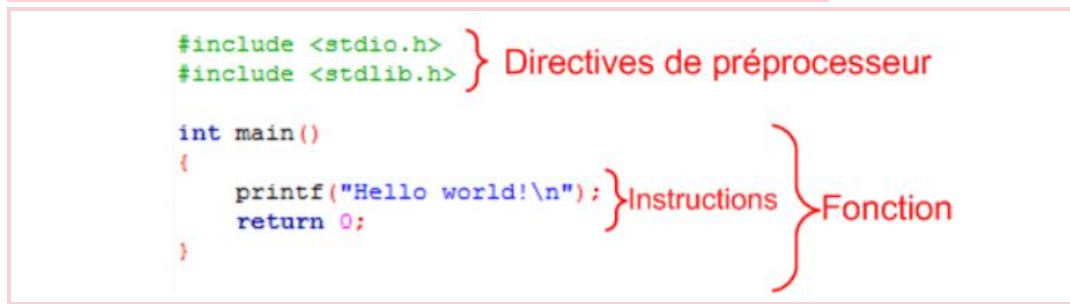 #include <stdio.h>
#include <stdlib.h>
Directives de préprocesseur
int main()
{
printf("Hello world!\n");
return 0;
}
Instructions
Fonction